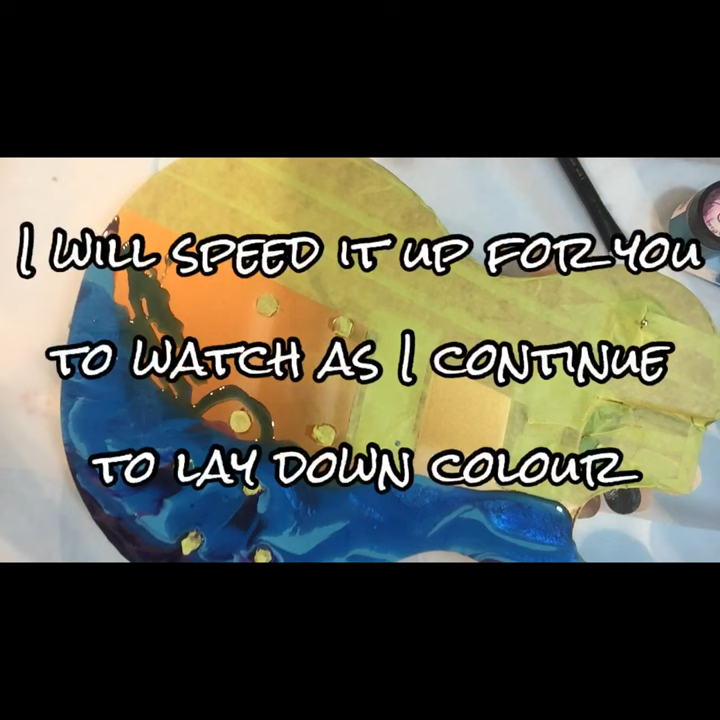 I WILL SPEED IT UP FOR YOU
TO WATCH AS I CONTINUE
TO LAY DOWN COLOUR